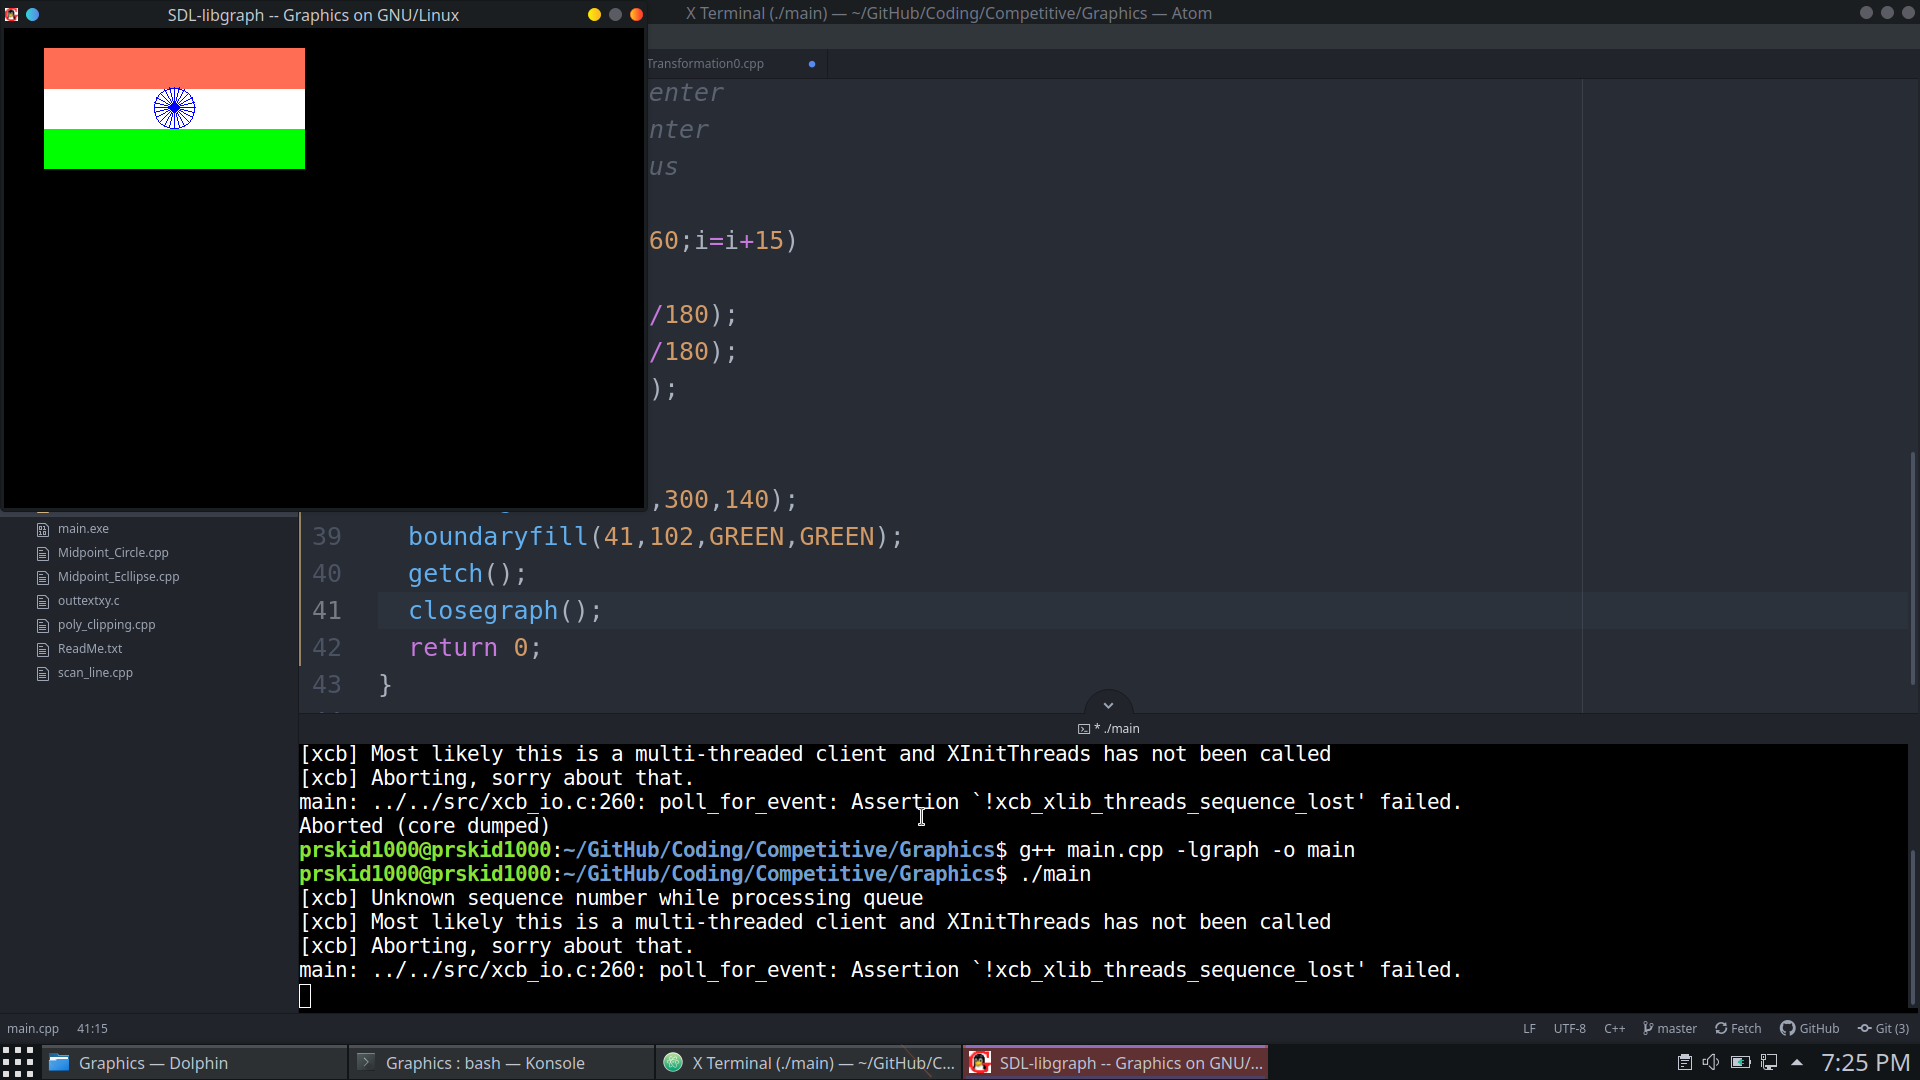 SDL-libgraph -- Graphics on GNU/Linux
X Terminal (./main) — ~/GitHub/Coding/Competitive/Graphics — Atom
Transformation0.cpp
enter
nter
us
60;i=i+15)
/180);
/180);
);
,300,140);
39 boundaryfill(41,102,GREEN,GREEN);
40 getch();
41 closegraph();
42 return 0;
43 }
main.exe
Midpoint_Circle.cpp
Midpoint_Ecllipse.cpp
outtextxy.c
poly_clipping.cpp
ReadMe.txt
scan_line.cpp
* ./main
[xcb] Most likely this is a multi-threaded client and XInitThreads has not been called
[xcb] Aborting, sorry about that.
main: ../../src/xcb_io.c:260: poll_for_event: Assertion `!xcb_xlib_threads_sequence_lost' failed.
Aborted (core dumped)
prskid1000@prskid1000:~/GitHub/Coding/Competitive/Graphics$ g++ main.cpp -lgraph -o main
prskid1000@prskid1000:~/GitHub/Coding/Competitive/Graphics$ ./main
[xcb] Unknown sequence number while processing queue
[xcb] Most likely this is a multi-threaded client and XInitThreads has not been called
[xcb] Aborting, sorry about that.
main: ../../src/xcb_io.c:260: poll_for_event: Assertion `!xcb_xlib_threads_sequence_lost' failed.
main.cpp 41:15
LF UTF-8 C++ master Fetch GitHub Git (3)
Graphics — Dolphin
Graphics : bash — Konsole
X Terminal (./main) — ~/GitHub/C...
SDL-libgraph -- Graphics on GNU/...
7:25 PM